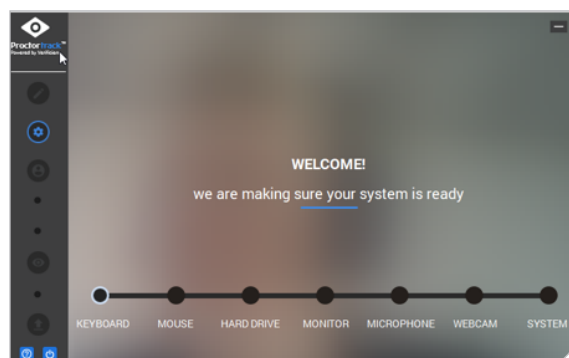 Proctortrack™
Powered by Verificient
WELCOME!
we are making sure your system is ready
KEYBOARD
MOUSE
HARD DRIVE
MONITOR
MICROPHONE
WEBCAM
SYSTEM